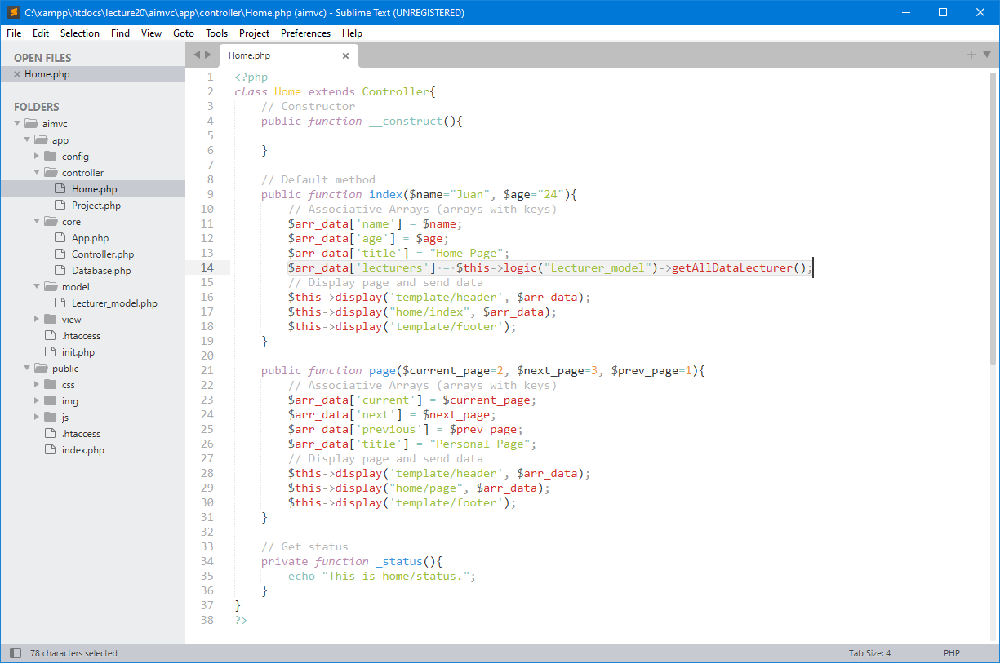 C:\xampp\htdocs\lecture20\aimvc\app\controller\Home.php (aimvc) - Sublime Text (UNREGISTERED)
File Edit Selection Find View Goto Tools Project Preferences Help
OPEN FILES
Home.php
FOLDERS
aimvc
app
config
controller
Home.php
Project.php
core
App.php
Controller.php
Database.php
model
Lecturer_model.php
view
.htaccess
init.php
public
css
img
js
.htaccess
index.php
Home.php
1 <?php
2 class Home extends Controller{
3     // Constructor
4     public function __construct(){
5
6     }
7
8     // Default method
9     public function index($name="Juan", $age="24"){
10         // Associative Arrays (arrays with keys)
11         $arr_data['name'] = $name;
12         $arr_data['age'] = $age;
13         $arr_data['title'] = "Home Page";
14         $arr_data['lecturers'] = $this->logic("Lecturer_model")->getAllDataLecturer();
15         // Display page and send data
16         $this->display('template/header', $arr_data);
17         $this->display("home/index", $arr_data);
18         $this->display('template/footer');
19     }
20
21     public function page($current_page=2, $next_page=3, $prev_page=1){
22         // Associative Arrays (arrays with keys)
23         $arr_data['current'] = $current_page;
24         $arr_data['next'] = $next_page;
25         $arr_data['previous'] = $prev_page;
26         $arr_data['title'] = "Personal Page";
27         // Display page and send data
28         $this->display('template/header', $arr_data);
29         $this->display("home/page", $arr_data);
30         $this->display('template/footer');
31     }
32
33     // Get status
34     private function _status(){
35         echo "This is home/status.";
36     }
37 }
38 ?>
78 characters selected Tab Size: 4 PHP